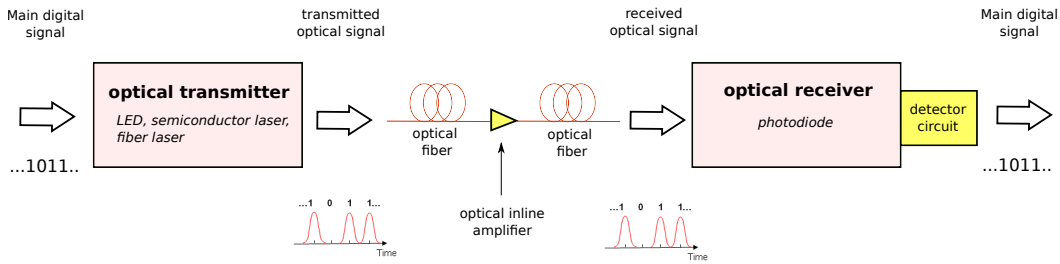 Main digital
signal
transmitted
optical signal
received
optical signal
Main digital
signal
optical transmitter
LED, semiconductor laser,
fiber laser
optical
fiber
optical
fiber
optical receiver
photodiode
detector
circuit
...1011..
...1011..
...1 0 1 1...
Time
optical inline
amplifier
...1 0 1 1...
Time